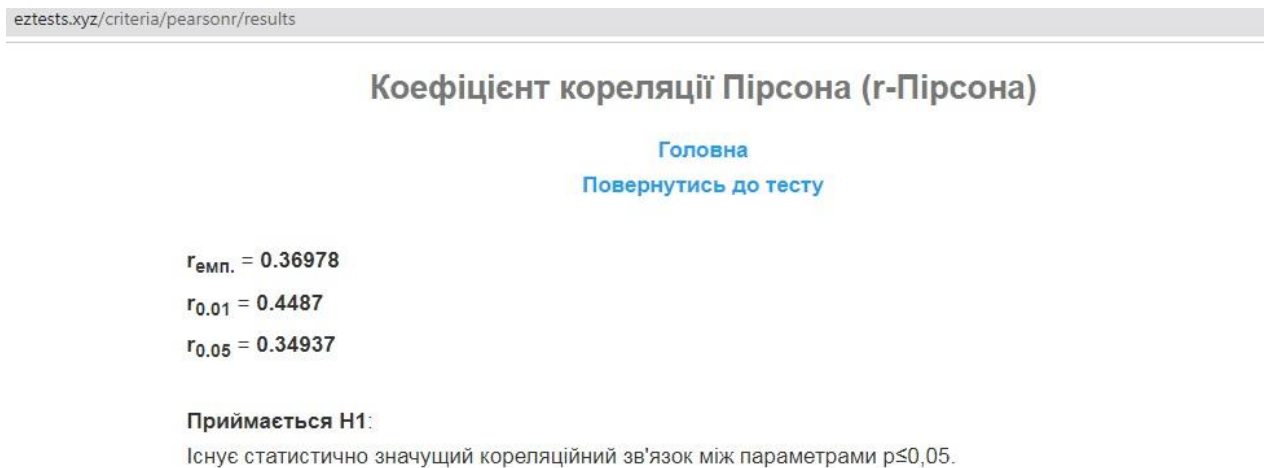 eztests.xyz/criteria/pearsonr/results
Коефіцієнт кореляції Пірсона (r-Пірсона)
Головна
Повернутись до тесту
rемп. = 0.36978
r0.01 = 0.4487
r0.05 = 0.34937
Приймається H1:
Існує статистично значущий кореляційний зв'язок між параметрами p≤0,05.